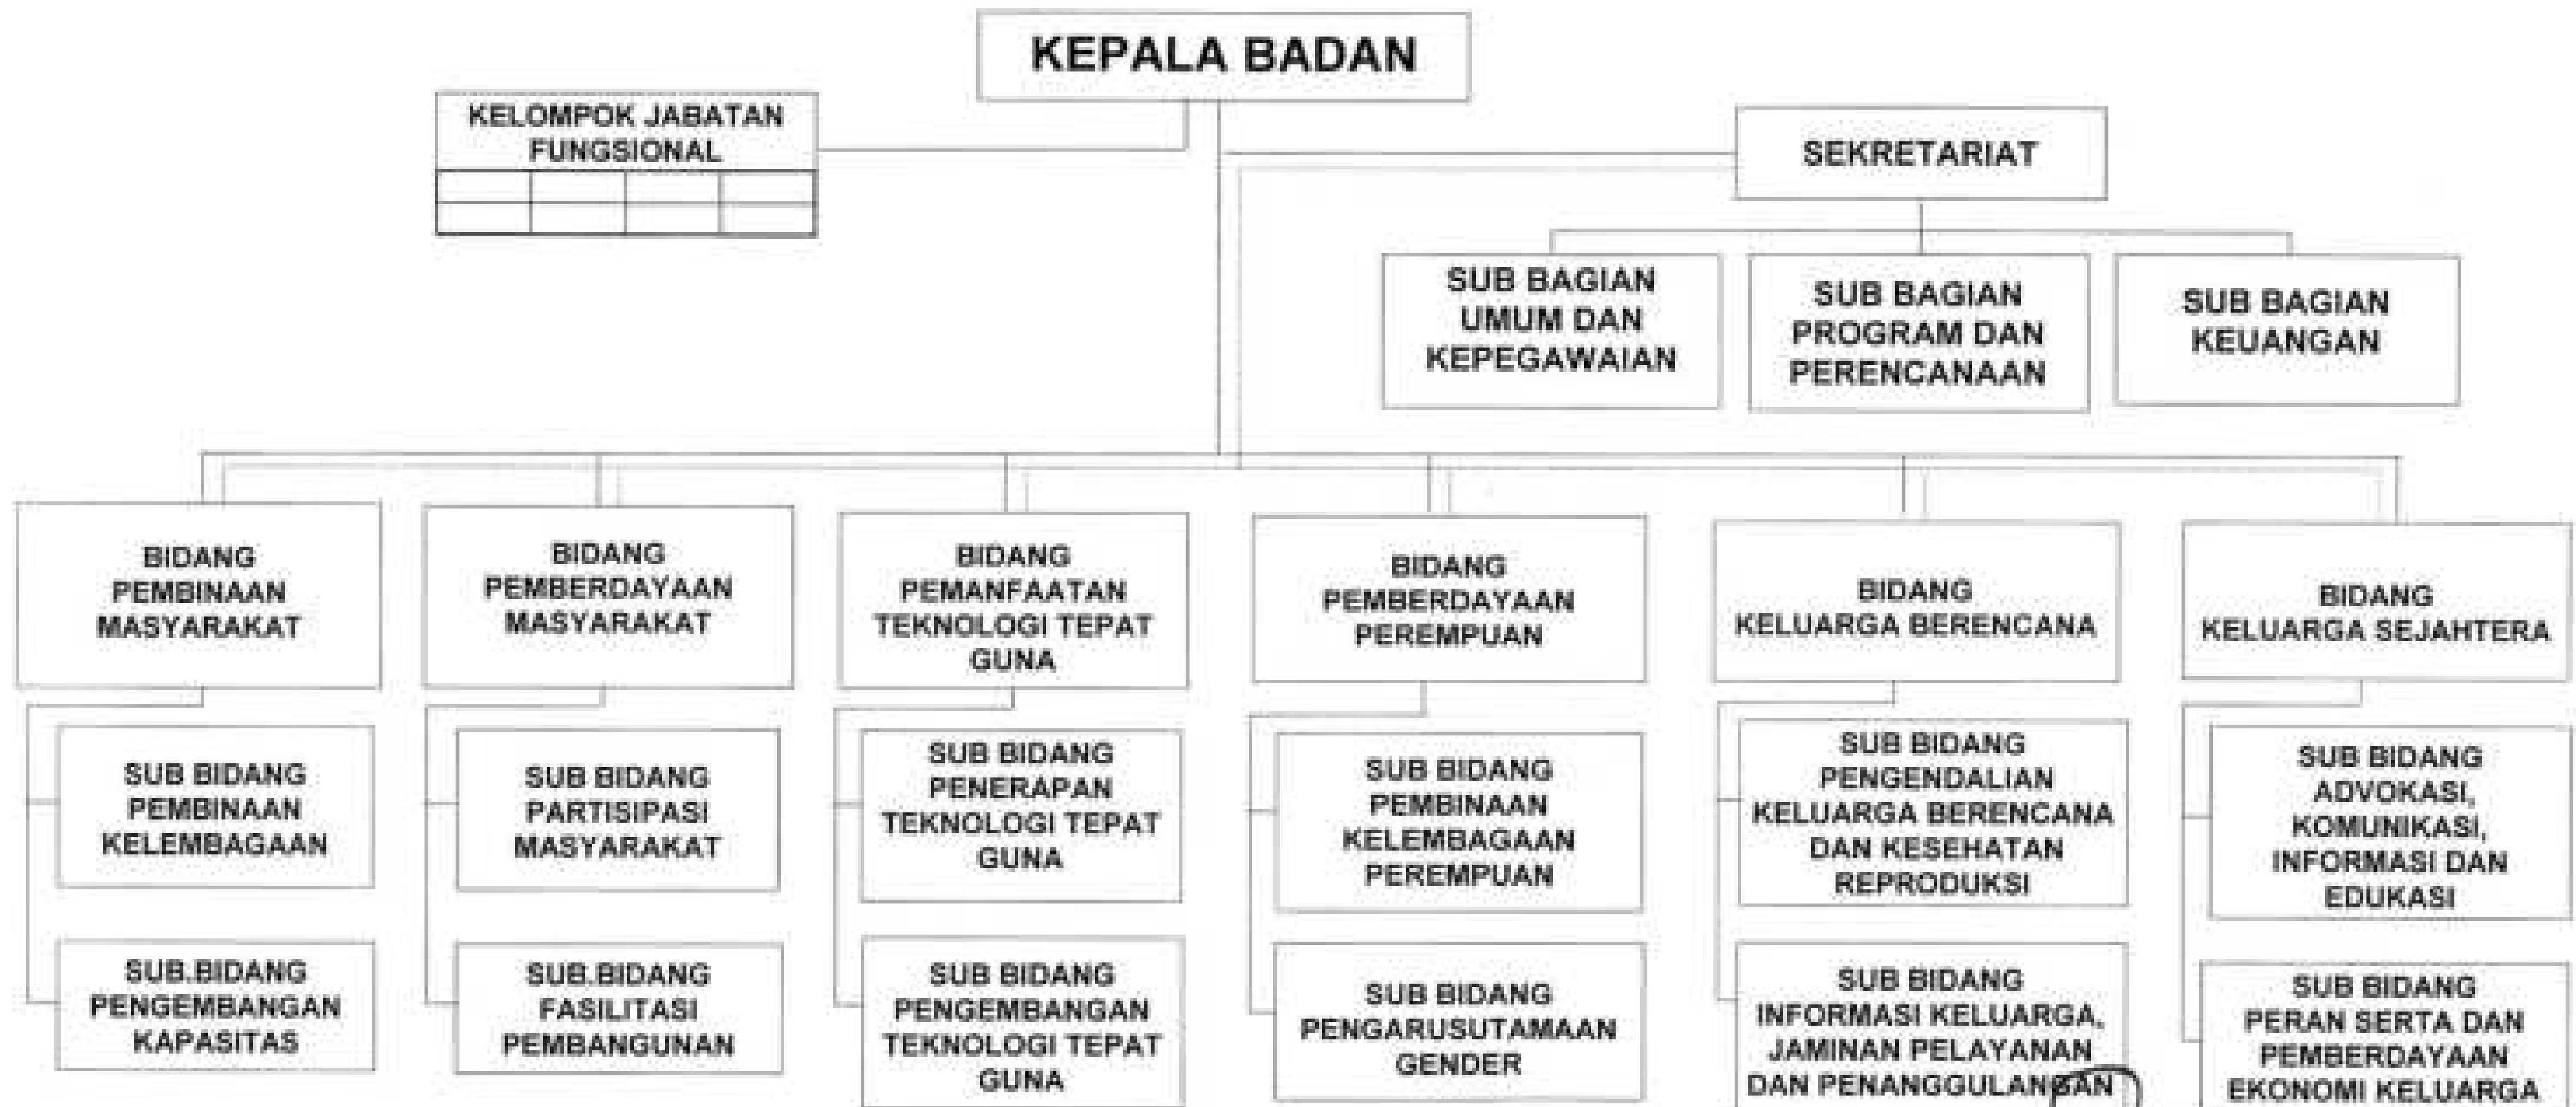 KEPALA BADAN
KELOMPOK JABATAN
FUNGSIONAL
SEKRETARIAT
SUB BAGIAN
UMUM DAN
KEPEGAWAIAN
SUB BAGIAN
PROGRAM DAN
PERENCANAAN
SUB BAGIAN
KEUANGAN
BIDANG
PEMBINAAN
MASYARAKAT
BIDANG
PEMBERDAYAAN
MASYARAKAT
BIDANG
PEMANFAATAN
TEKNOLOGI TEPAT
GUNA
BIDANG
PEMBERDAYAAN
PEREMPUAN
BIDANG
KELUARGA BERENCANA
BIDANG
KELUARGA SEJAHTERA
SUB BIDANG
PEMBINAAN
KELEMBAGAAN
SUB BIDANG
PARTISIPASI
MASYARAKAT
SUB BIDANG
PENERAPAN
TEKNOLOGI TEPAT
GUNA
SUB BIDANG
PEMBINAAN
KELEMBAGAAN
PEREMPUAN
SUB BIDANG
PENGENDALIAN
KELUARGA BERENCANA
DAN KESEHATAN
REPRODUKSI
SUB BIDANG
ADVOKASI,
KOMUNIKASI,
INFORMASI DAN
EDUKASI
SUB.BIDANG
PENGEMBANGAN
KAPASITAS
SUB.BIDANG
FASILITASI
PEMBANGUNAN
SUB BIDANG
PENGEMBANGAN
TEKNOLOGI TEPAT
GUNA
SUB BIDANG
PENGARUSUTAMAAN
GENDER
SUB BIDANG
INFORMASI KELUARGA,
JAMINAN PELAYANAN
DAN PENANGGULANGAN
SUB BIDANG
PERAN SERTA DAN
PEMBERDAYAAN
EKONOMI KELUARGA